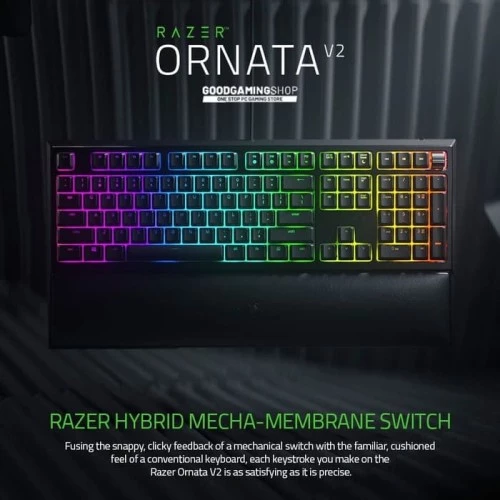 RAZER™
ORNATA V2
GOODGAMINGSHOP
ONE STOP PC GAMING STORE
RAZER HYBRID MECHA-MEMBRANE SWITCH
Fusing the snappy, clicky feedback of a mechanical switch with the familiar, cushioned
feel of a conventional keyboard, each keystroke you make on the
Razer Ornata V2 is as satisfying as it is precise.